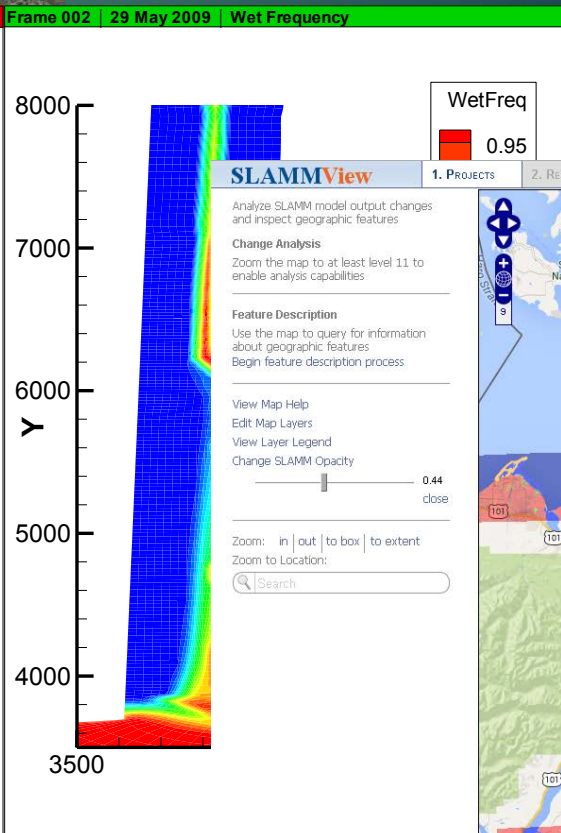 Frame 002 | 29 May 2009 | Wet Frequency
8000
7000
6000
5000
4000
3500
Y
WetFreq
0.95
SLAMMView
1. PROJECTS
2. RE
Analyze SLAMM model output changes
and inspect geographic features
Change Analysis
Zoom the map to at least level 11 to
enable analysis capabilities
Feature Description
Use the map to query for information
about geographic features
Begin feature description process
View Map Help
Edit Map Layers
View Layer Legend
Change SLAMM Opacity
0.44
close
Zoom: in | out | to box | to extent
Zoom to Location:
Search
9
101
101
101